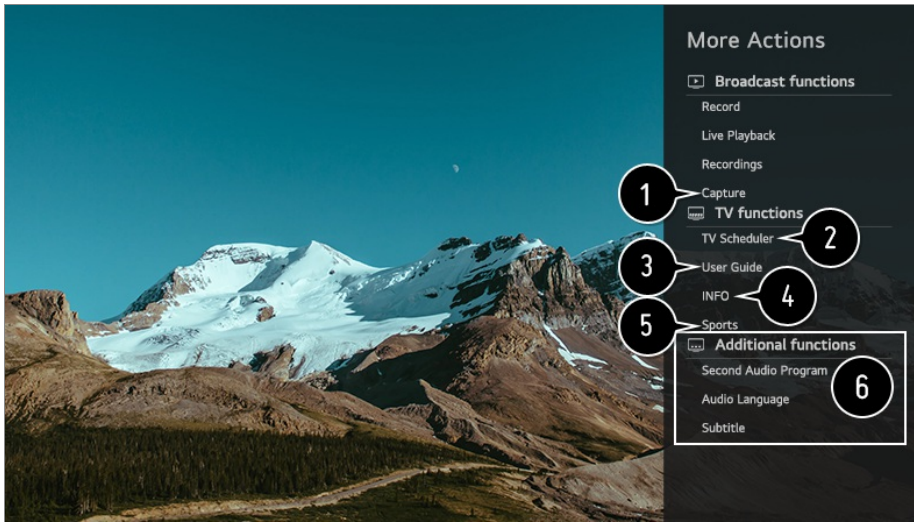 More Actions
Broadcast functions
Record
Live Playback
Recordings
1
Capture
TV functions
TV Scheduler
2
3
User Guide
INFO
4
5
Sports
Additional functions
Second Audio Program
6
Audio Language
Subtitle